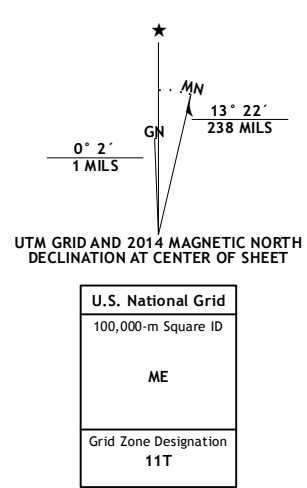 ★
MN
13° 22´
238 MILS
GN
0° 2´
1 MILS
UTM GRID AND 2014 MAGNETIC NORTH
DECLINATION AT CENTER OF SHEET
U.S. National Grid
100,000-m Square ID
ME
Grid Zone Designation
11T